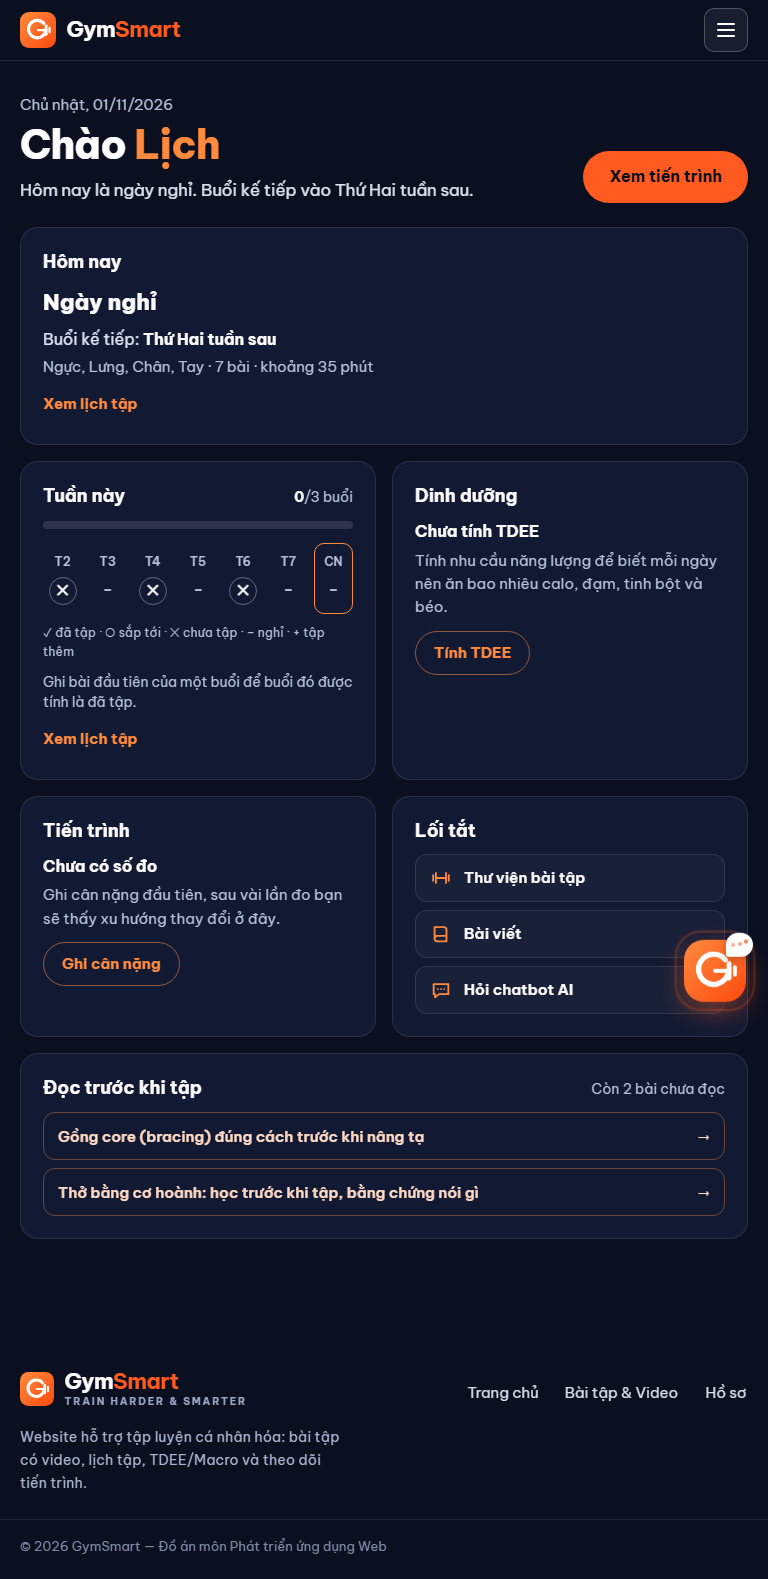 GymSmart
Chủ nhật, 01/11/2026
Chào Lịch
Hôm nay là ngày nghỉ. Buổi kế tiếp vào Thứ Hai tuần sau.
Xem tiến trình
Hôm nay
Ngày nghỉ
Buổi kế tiếp: Thứ Hai tuần sau
Ngực, Lưng, Chân, Tay · 7 bài · khoảng 35 phút
Xem lịch tập
Tuần này
0/3 buổi
T2 T3 T4 T5 T6 T7 CN
✕ – ✕ – ✕ – –
✓ đã tập · ○ sắp tới · ✕ chưa tập · – nghỉ · + tập
thêm
Ghi bài đầu tiên của một buổi để buổi đó được
tính là đã tập.
Xem lịch tập
Dinh dưỡng
Chưa tính TDEE
Tính nhu cầu năng lượng để biết mỗi ngày
nên ăn bao nhiêu calo, đạm, tinh bột và
béo.
Tính TDEE
Tiến trình
Chưa có số đo
Ghi cân nặng đầu tiên, sau vài lần đo bạn
sẽ thấy xu hướng thay đổi ở đây.
Ghi cân nặng
Lối tắt
Thư viện bài tập
Bài viết
Hỏi chatbot AI
Đọc trước khi tập
Còn 2 bài chưa đọc
Gồng core (bracing) đúng cách trước khi nâng tạ →
Thở bằng cơ hoành: học trước khi tập, bằng chứng nói gì →
GymSmart
TRAIN HARDER & SMARTER
Trang chủ Bài tập & Video Hồ sơ
Website hỗ trợ tập luyện cá nhân hóa: bài tập
có video, lịch tập, TDEE/Macro và theo dõi
tiến trình.
© 2026 GymSmart — Đồ án môn Phát triển ứng dụng Web